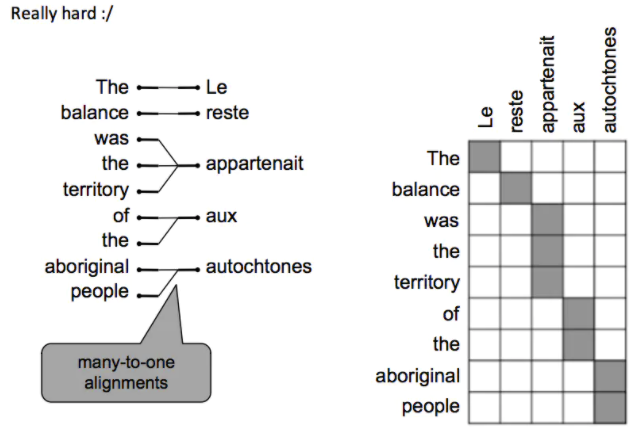 Really hard :/
The Le
balance reste
was
the appartenait
territory
of aux
the
aboriginal autochtones
people
many-to-one
alignments
Le reste appartenait aux autochtones
The
balance
was
the
territory
of
the
aboriginal
people